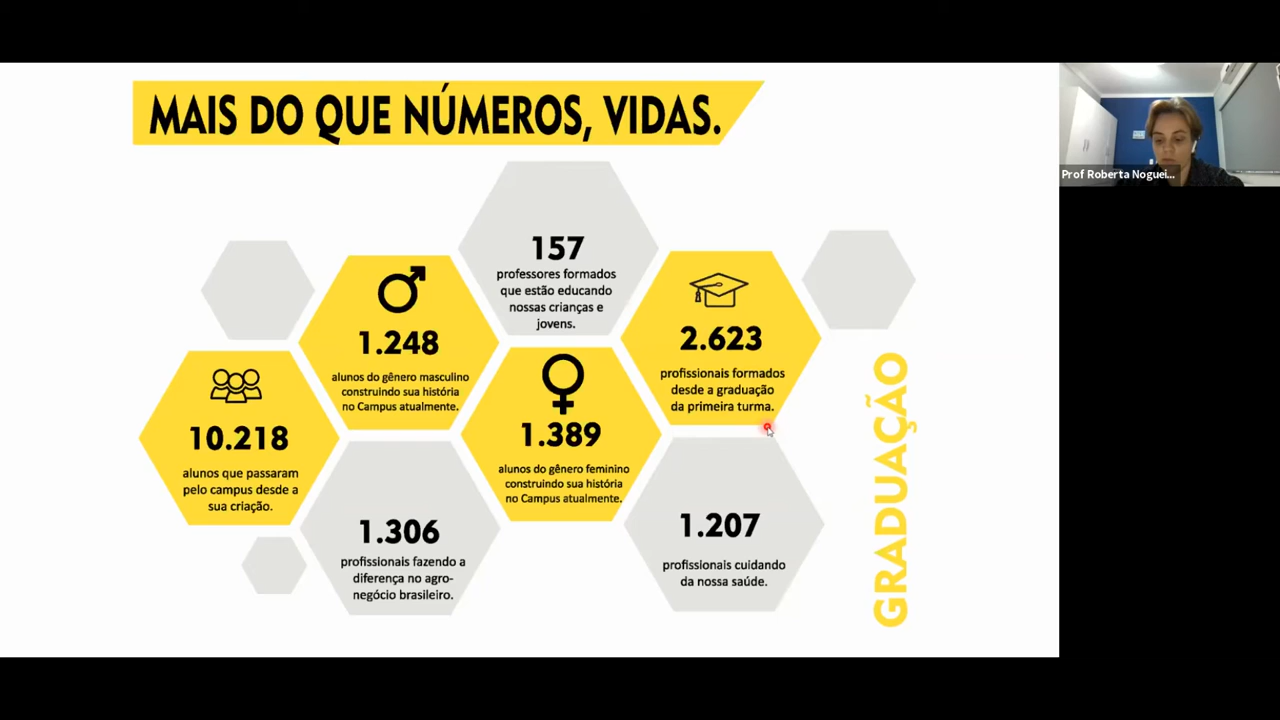 MAIS DO QUE NÚMEROS, VIDAS.
Prof Roberta Noguei...
157
professores formados
que estão educando
nossas crianças e
jovens.
1.248
alunos do gênero masculino
construindo sua história
no Campus atualmente.
2.623
profissionais formados
desde a graduação
da primeira turma.
10.218
alunos que passaram
pelo campus desde a
sua criação.
1.389
alunos do gênero feminino
construindo sua história
no Campus atualmente.
1.306
profissionais fazendo a
diferença no agro-
negócio brasileiro.
1.207
profissionais cuidando
da nossa saúde.
GRADUAÇÃO